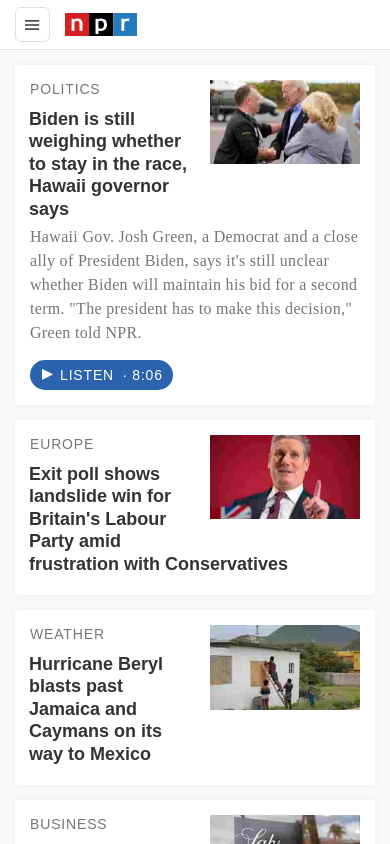 npr
POLITICS
Biden is still
weighing whether
to stay in the race,
Hawaii governor
says
Hawaii Gov. Josh Green, a Democrat and a close
ally of President Biden, says it's still unclear
whether Biden will maintain his bid for a second
term. "The president has to make this decision,"
Green told NPR.
LISTEN · 8:06
EUROPE
Exit poll shows
landslide win for
Britain's Labour
Party amid
frustration with Conservatives
WEATHER
Hurricane Beryl
blasts past
Jamaica and
Caymans on its
way to Mexico
BUSINESS